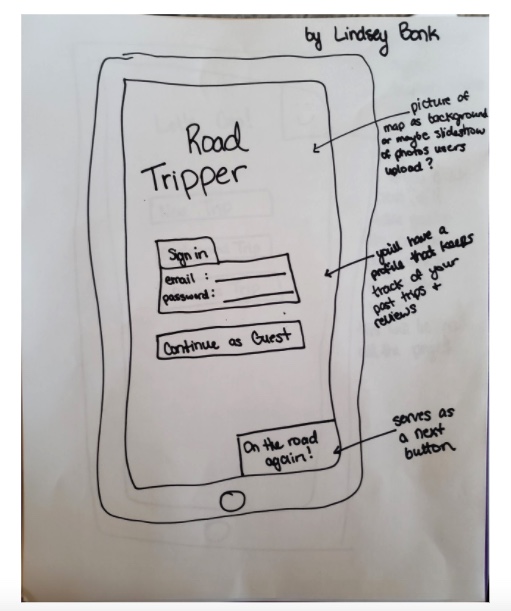 by Lindsey Bonk
Road
Tripper
picture of
map as background
or maybe slideshow
of photos users
upload?
Sign in
email :
password:
you'll have a
profile that keeps
track of your
past trips +
reviews
Continue as Guest
On the road
again!
serves as
a next
button